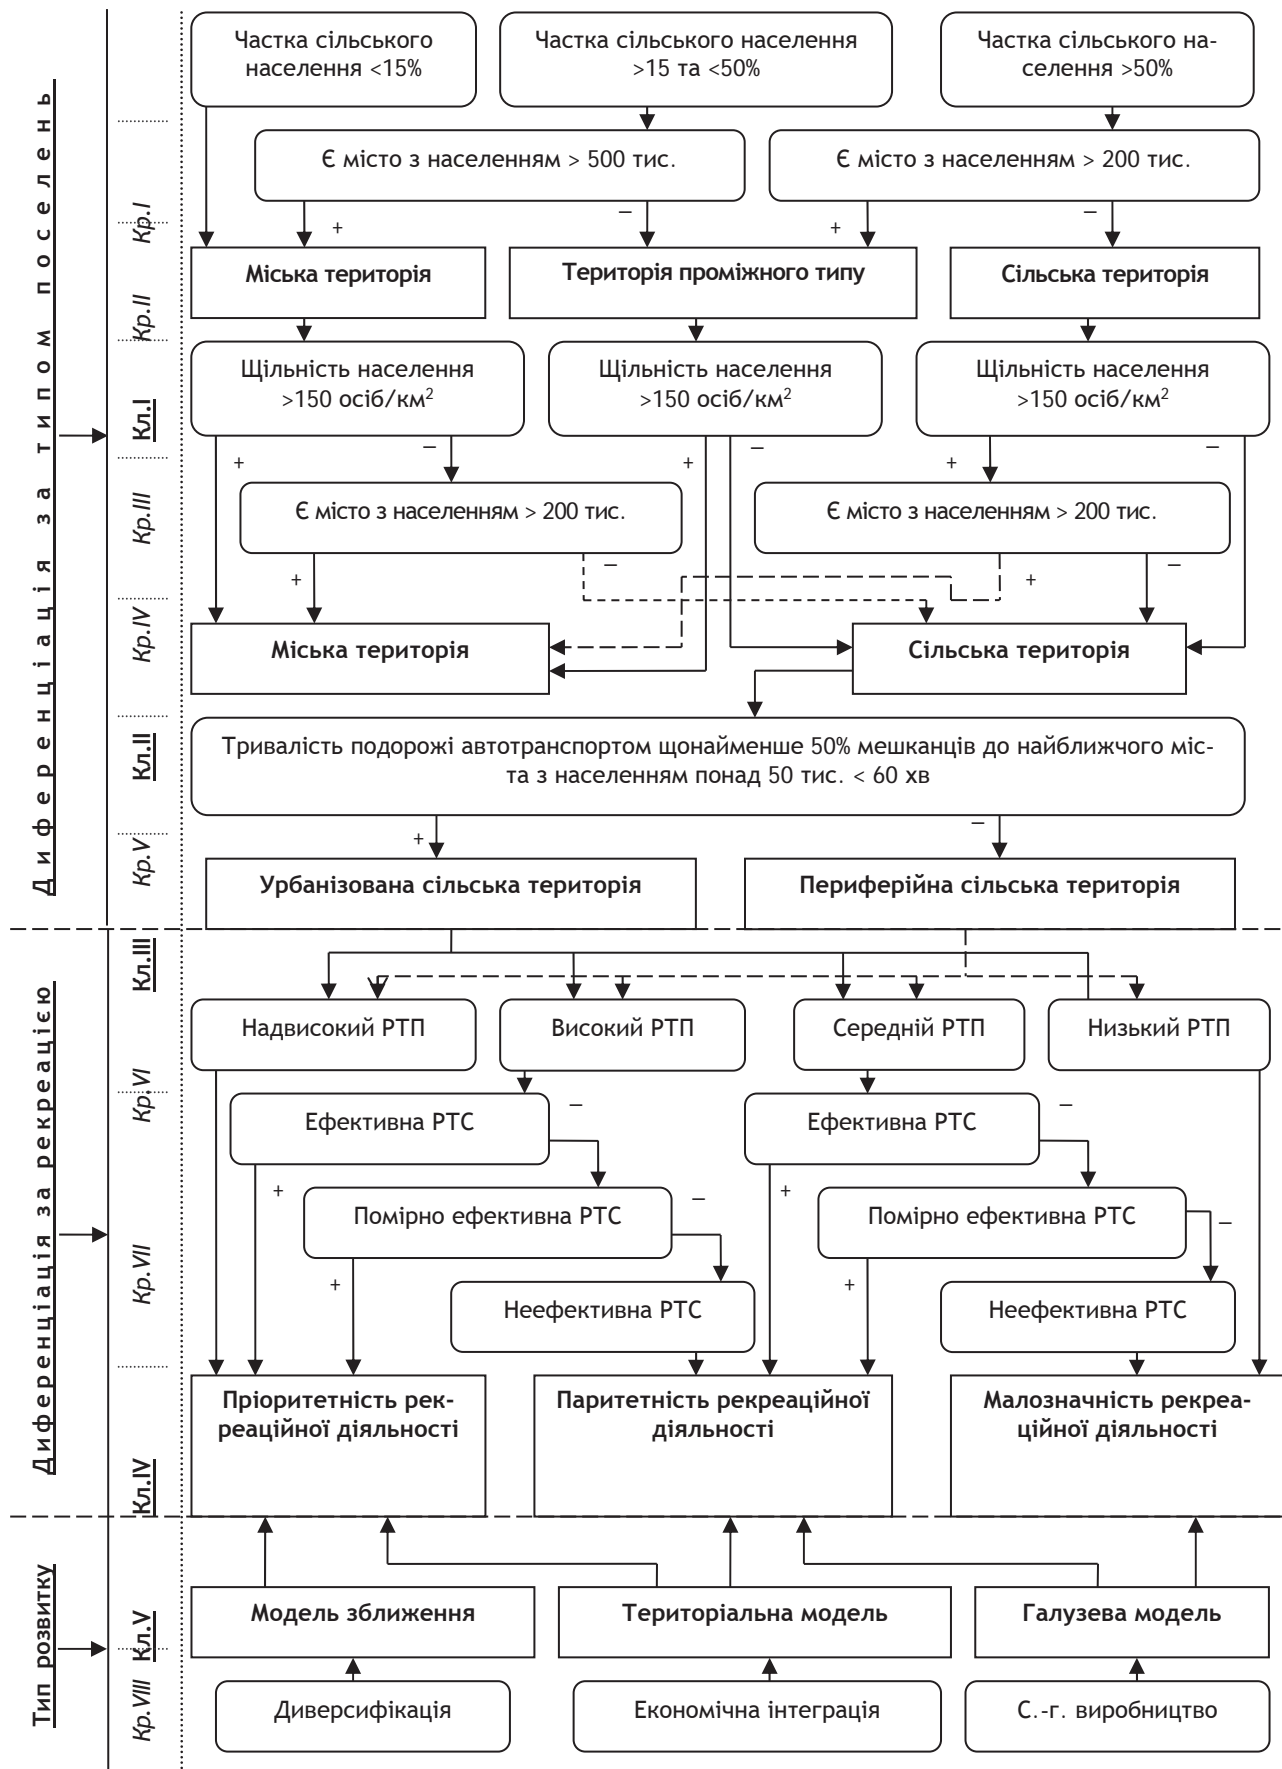 Диференціація за типом поселень
Диференціація за рекреацією
Тип розвитку
Кр.I
Кр.II
Кл.I
Кр.III
Кр.IV
Кл.II
Кр.V
Кл.III
Кр.VI
Кр.VII
Кл.IV
Кл.V
Кр.VIII
Частка сільського
населення <15%
Частка сільського населення
>15 та <50%
Частка сільського на-
селення >50%
Є місто з населенням > 500 тис.
Є місто з населенням > 200 тис.
+
–
+
–
Міська територія
Територія проміжного типу
Сільська територія
Щільність населення
>150 осіб/км²
Щільність населення
>150 осіб/км²
Щільність населення
>150 осіб/км²
+
–
+
–
+
–
Є місто з населенням > 200 тис.
Є місто з населенням > 200 тис.
+
–
+
–
Міська територія
Сільська територія
Тривалість подорожі автотранспортом щонайменше 50% мешканців до найближчого міс-
та з населенням понад 50 тис. < 60 хв
+
–
Урбанізована сільська територія
Периферійна сільська територія
Надвисокий РТП
Високий РТП
Середній РТП
Низький РТП
Ефективна РТС
–
Ефективна РТС
–
+
Помірно ефективна РТС
–
+
Помірно ефективна РТС
–
+
Неефективна РТС
+
Неефективна РТС
Пріоритетність рек-
реаційної діяльності
Паритетність рекреаційної
діяльності
Малозначність рекреа-
ційної діяльності
Модель зближення
Територіальна модель
Галузева модель
Диверсифікація
Економічна інтеграція
С.-г. виробництво